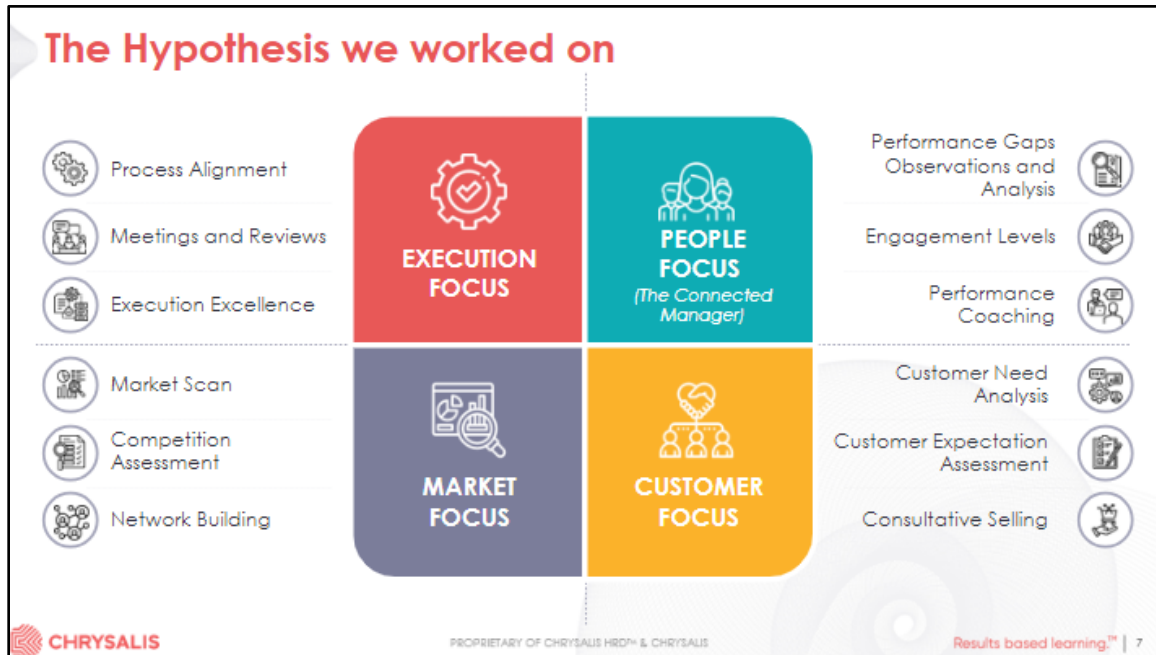 The Hypothesis we worked on
Process Alignment
Meetings and Reviews
Execution Excellence
EXECUTION
FOCUS
PEOPLE
FOCUS
(The Connected
Manager)
Performance Gaps
Observations and
Analysis
Engagement Levels
Performance
Coaching
Market Scan
Competition
Assessment
Network Building
MARKET
FOCUS
CUSTOMER
FOCUS
Customer Need
Analysis
Customer Expectation
Assessment
Consultative Selling
CHRYSALIS
PROPRIETARY OF CHRYSALIS HRD™ & CHRYSALIS
Results based learning.™ | 7